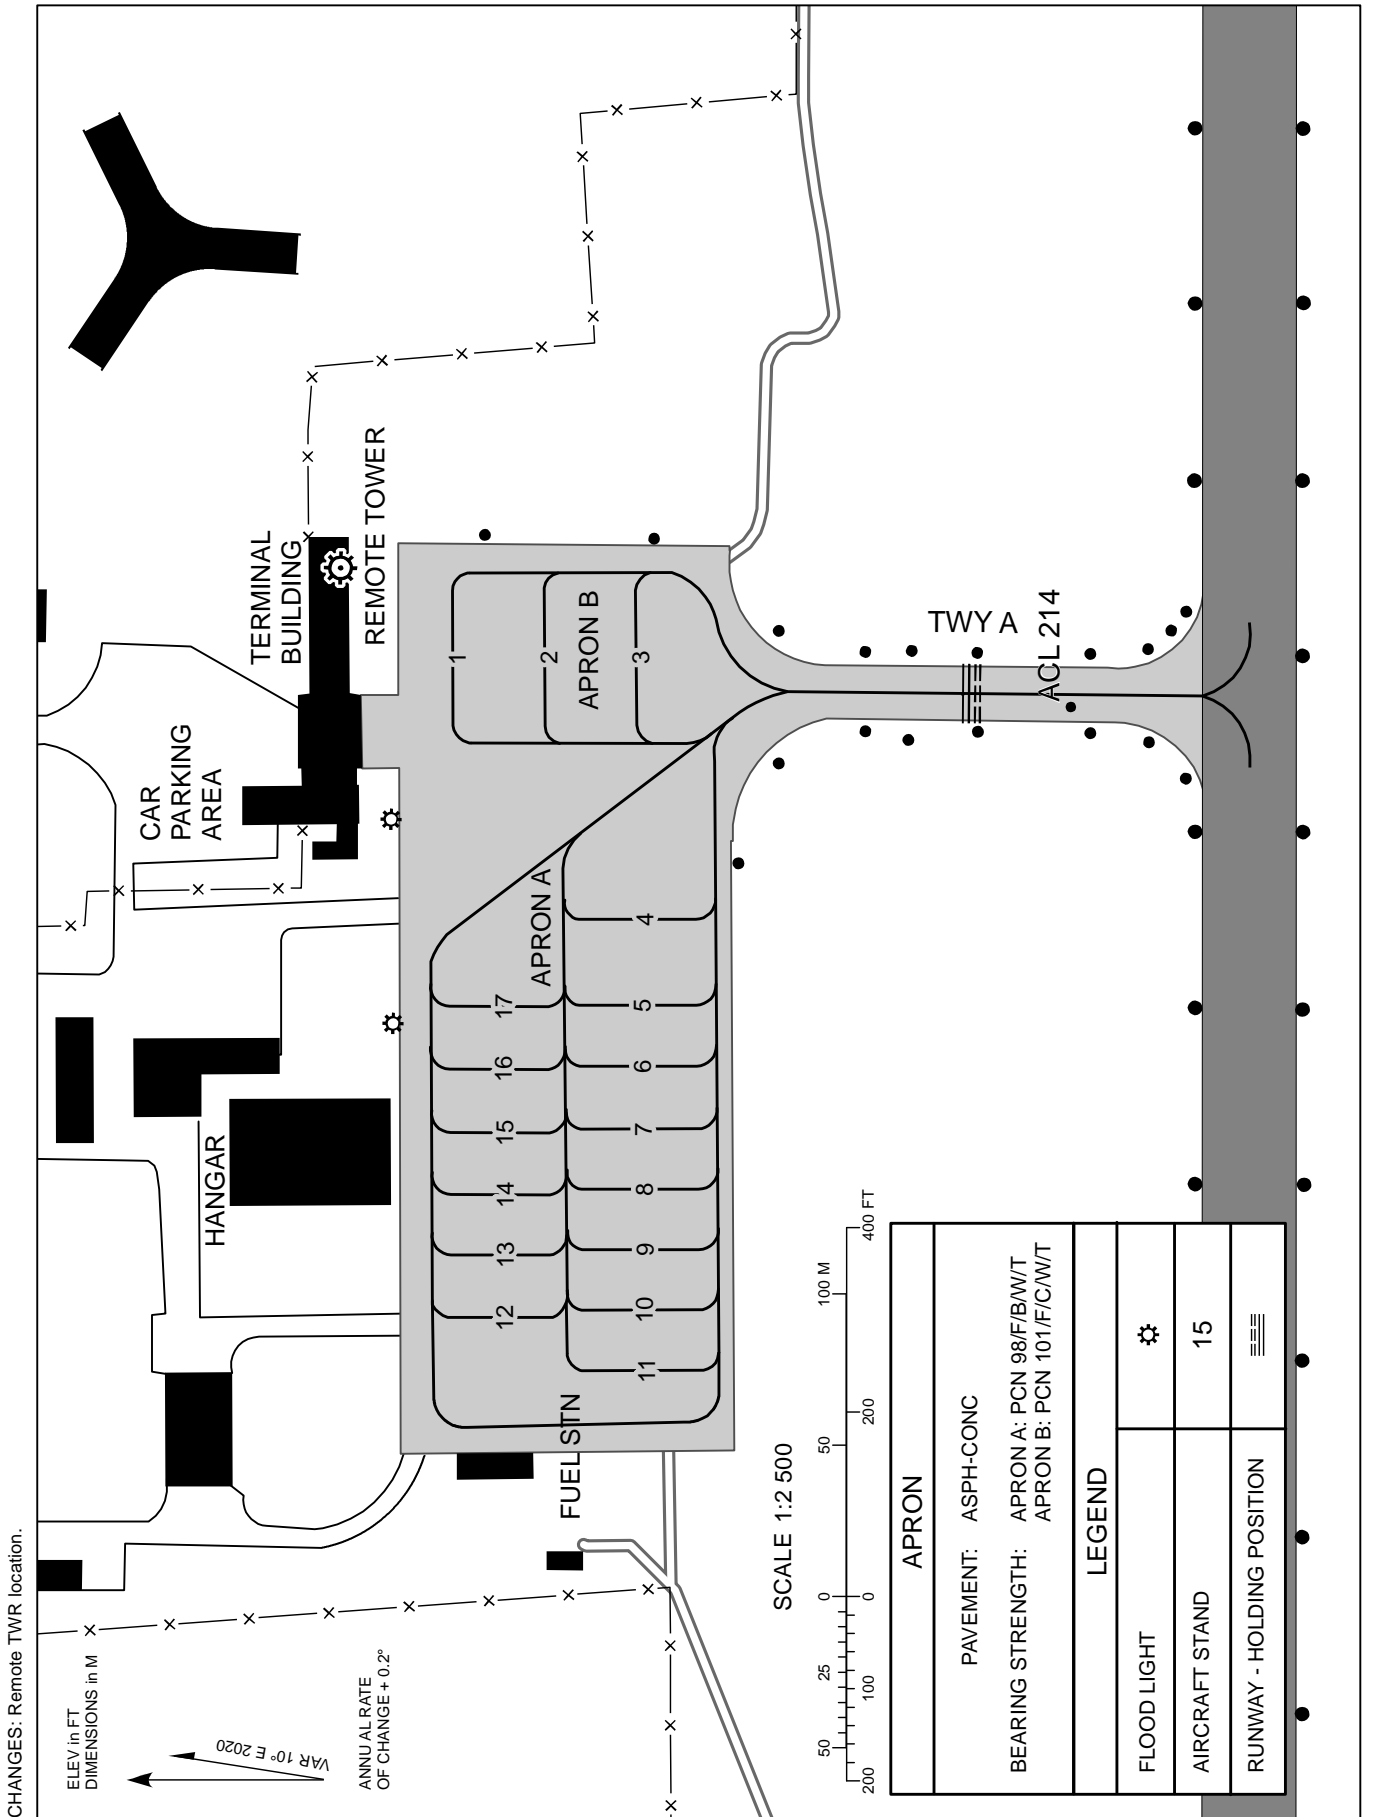 CHANGES: Remote TWR location.
ELEV in FT
DIMENSIONS in M
VAR 10° E 2020
ANNUAL RATE
OF CHANGE + 0.2°
HANGAR
CAR
PARKING
AREA
TERMINAL
BUILDING
REMOTE TOWER
1
2
APRON B
3
APRON A
17
16
15
14
13
12
4
5
6
7
8
9
10
11
FUEL STN
TWY A
ACL 214
SCALE 1:2 500
50
25
0
50
100 M
200
100
0
200
400 FT
APRON
PAVEMENT: ASPH-CONC
BEARING STRENGTH: APRON A: PCN 98/F/B/W/T
APRON B: PCN 101/F/C/W/T
LEGEND
FLOOD LIGHT
AIRCRAFT STAND 15
RUNWAY - HOLDING POSITION